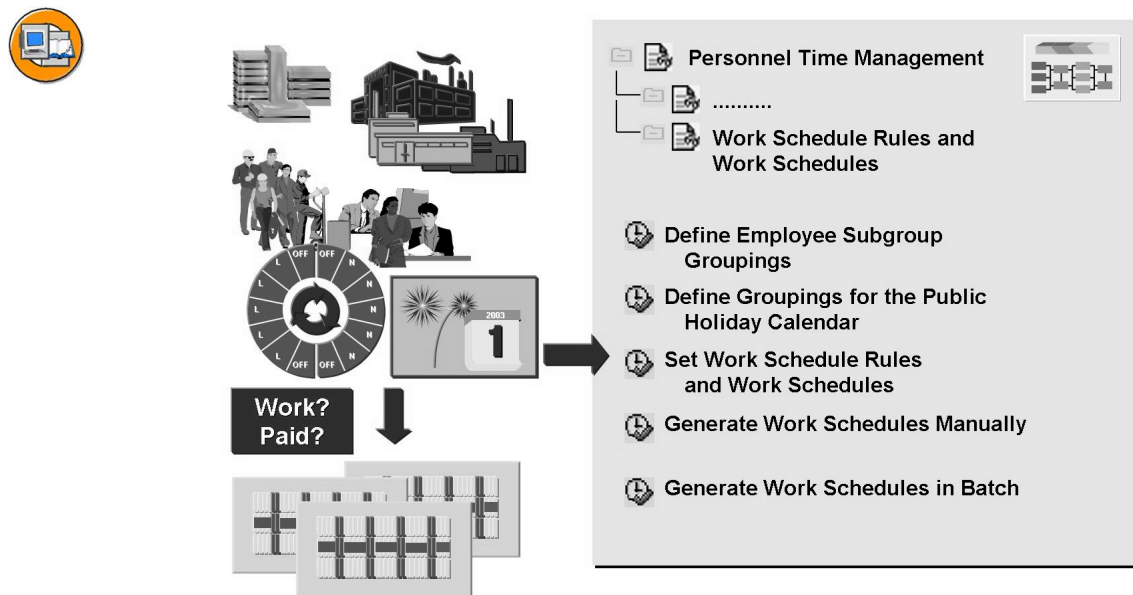 Personnel Time Management
..........
Work Schedule Rules and
Work Schedules
Define Employee Subgroup
Groupings
Define Groupings for the Public
Holiday Calendar
Set Work Schedule Rules
and Work Schedules
Generate Work Schedules Manually
Generate Work Schedules in Batch
OFF OFF
L N
L N
L N
L N
L N
OFF OFF
2003
1
Work?
Paid?